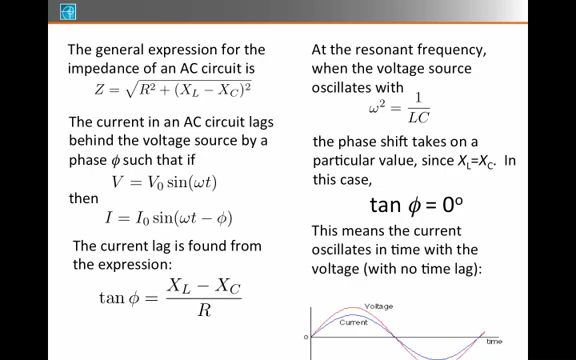 The general expression for the
impedance of an AC circuit is
Z = √R² + (X_L − X_C)²
The current in an AC circuit lags
behind the voltage source by a
phase ϕ such that if
V = V₀ sin(ωt)
then
I = I₀ sin(ωt − ϕ)
The current lag is found from
the expression:
tan ϕ = (X_L − X_C) / R
At the resonant frequency,
when the voltage source
oscillates with
ω² = 1 / LC
the phase shift takes on a
particular value, since X_L=X_C. In
this case,
tan ϕ = 0°
This means the current
oscillates in time with the
voltage (with no time lag):
Voltage
Current
0
time